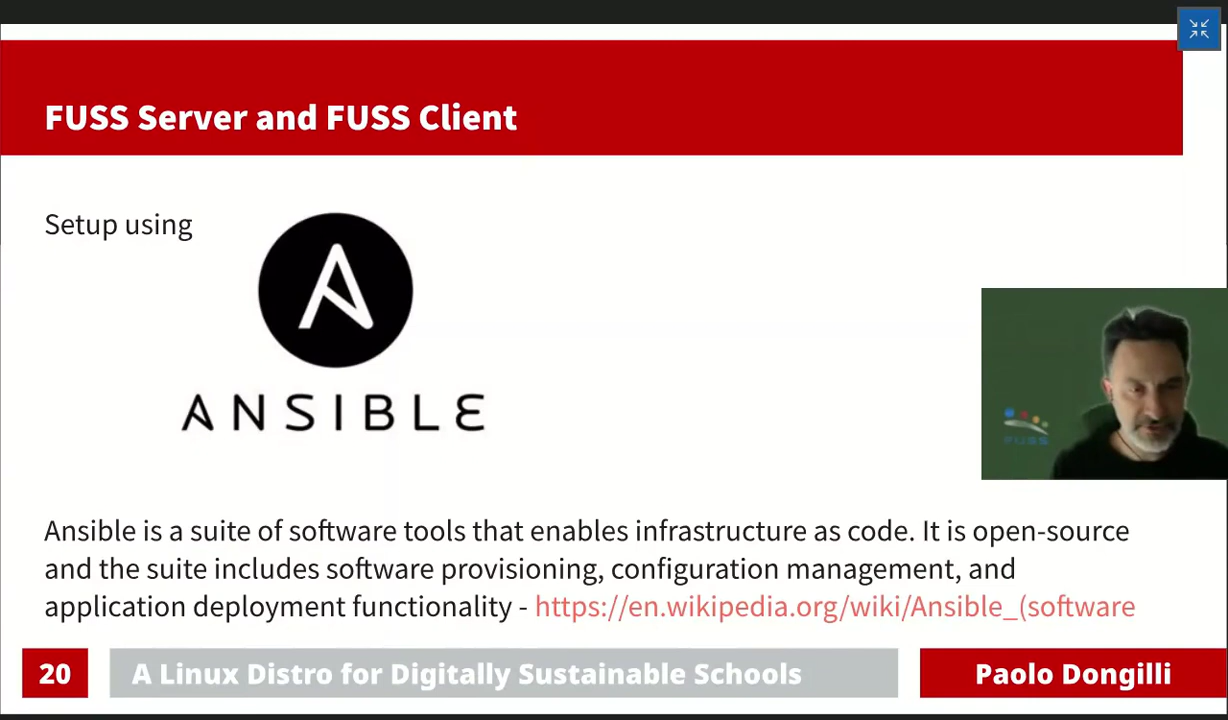 FUSS Server and FUSS Client
Setup using
ANSIBLE
FUSS
Ansible is a suite of software tools that enables infrastructure as code. It is open-source
and the suite includes software provisioning, configuration management, and
application deployment functionality - https://en.wikipedia.org/wiki/Ansible_(software
20
A Linux Distro for Digitally Sustainable Schools
Paolo Dongilli